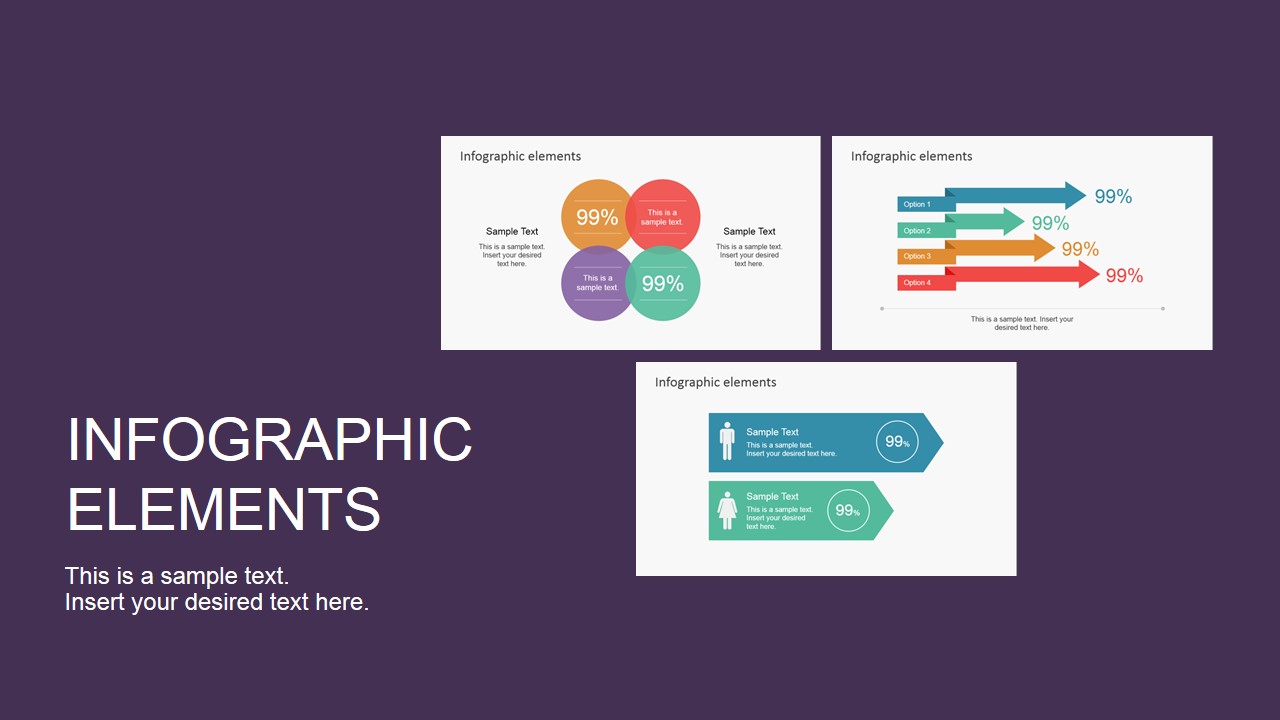 Infographic elements
99%
This is a
sample text.
Sample Text
This is a sample text.
Insert your desired
text here.
This is a
sample text.
99%
Sample Text
This is a sample text.
Insert your desired
text here.
Infographic elements
Option 1
99%
Option 2
99%
Option 3
99%
Option 4
99%
This is a sample text. Insert your
desired text here.
Infographic elements
Sample Text
This is a sample text.
Insert your desired text here.
99%
Sample Text
This is a sample text.
Insert your desired
text here.
99%
INFOGRAPHIC
ELEMENTS
This is a sample text.
Insert your desired text here.